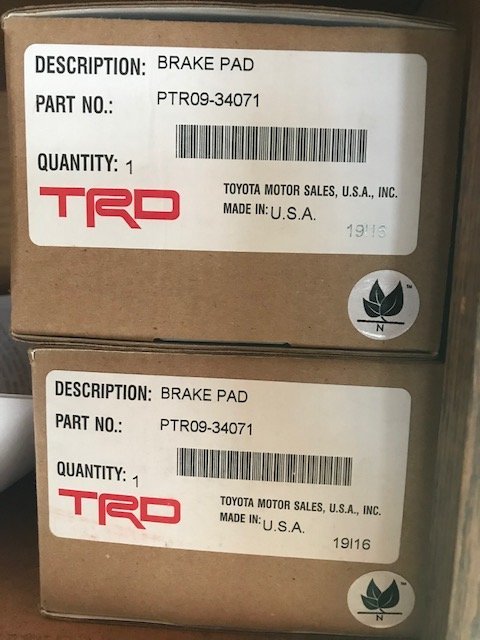 DESCRIPTION: BRAKE PAD
PART NO.: PTR09-34071
QUANTITY: 1
TRD
TOYOTA MOTOR SALES, U.S.A., INC.
MADE IN: U.S.A.
19I16
TM
N
DESCRIPTION: BRAKE PAD
PART NO.: PTR09-34071
QUANTITY: 1
TRD
TOYOTA MOTOR SALES, U.S.A., INC.
MADE IN: U.S.A.
19I16
N